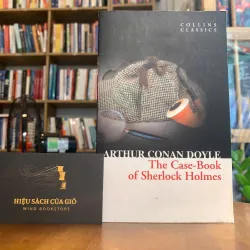 COLLINS
CLASSICS
ARTHUR CONAN DOYLE
The Case-Book
of Sherlock Holmes
HIỆU SÁCH CỦA GIÓ
WIND BOOKSTORE